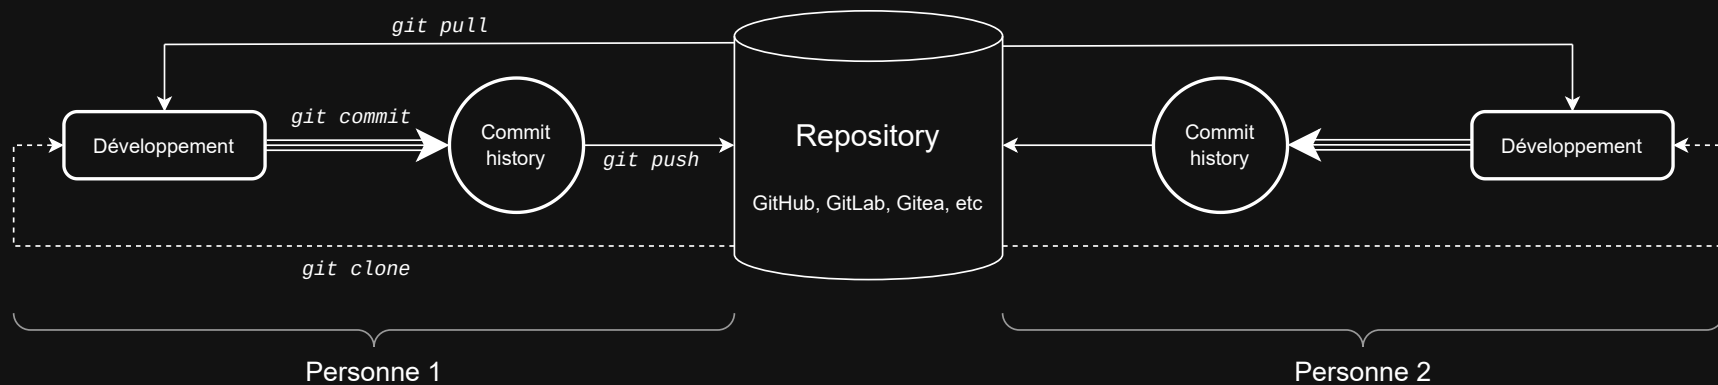 git pull
git commit
Développement
Commit
history
git push
git clone
Repository
GitHub, GitLab, Gitea, etc
Commit
history
Développement
Personne 1
Personne 2